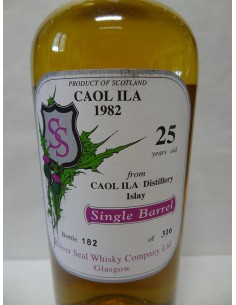 PRODUCT OF SCOTLAND
CAOL ILA
1982
SS
25
years old
from
CAOL ILA Distillery
Islay
Single Barrel
Bottle 182 of 316
Silver Seal Whisky Company Ltd
Glasgow